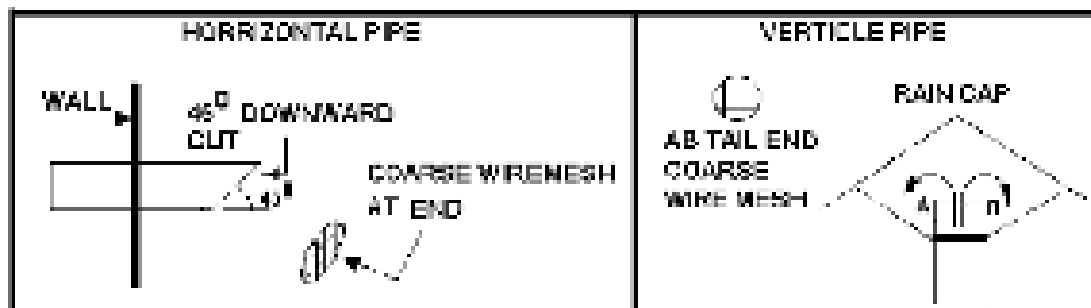 HORRIZONTAL PIPE
WALL
45° DOWNWARD
CUT
45°
COARSE WIREMESH
AT END
VERTICLE PIPE
RAIN CAP
AB TAIL END
COARSE
WIRE MESH
A B